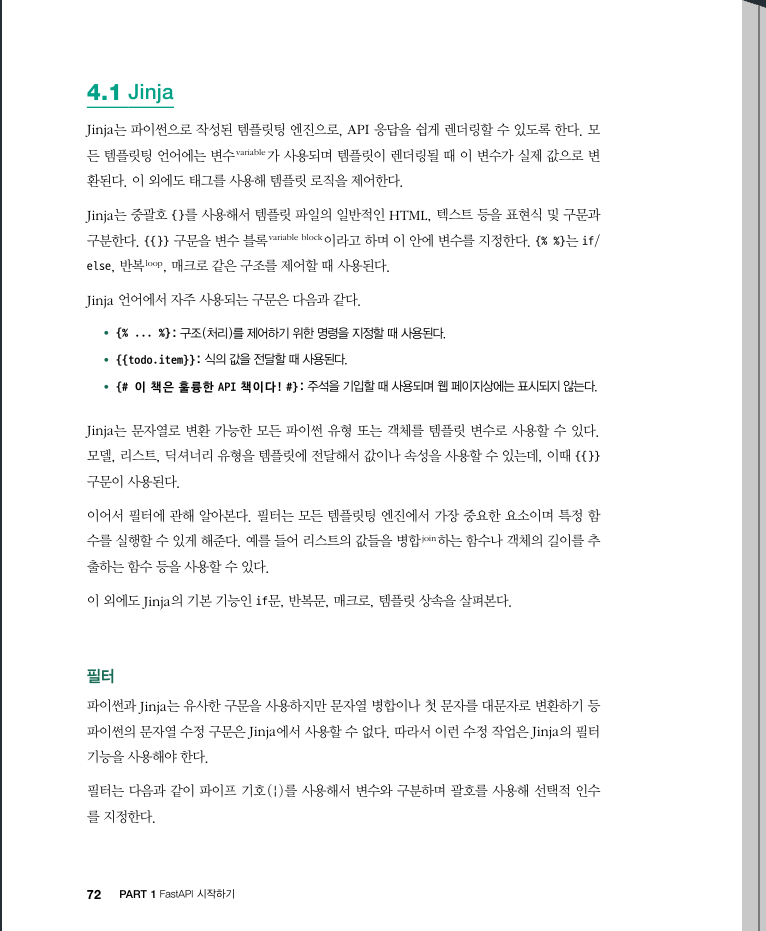 4.1 Jinja
Jinja는 파이썬으로 작성된 템플릿팅 엔진으로, API 응답을 쉽게 렌더링할 수 있도록 한다. 모
든 템플릿팅 언어에는 변수variable가 사용되며 템플릿이 렌더링될 때 이 변수가 실제 값으로 변
환된다. 이 외에도 태그를 사용해 템플릿 로직을 제어한다.
Jinja는 중괄호 {}를 사용해서 템플릿 파일의 일반적인 HTML, 텍스트 등을 표현식 및 구문과
구분한다. {{}} 구문을 변수 블록variable block이라고 하며 이 안에 변수를 지정한다. {% %}는 if/
else, 반복loop, 매크로 같은 구조를 제어할 때 사용된다.
Jinja 언어에서 자주 사용되는 구문은 다음과 같다.
• {% ... %}: 구조(처리)를 제어하기 위한 명령을 지정할 때 사용된다.
• {{todo.item}}: 식의 값을 전달할 때 사용된다.
• {# 이 책은 훌륭한 API 책이다! #}: 주석을 기입할 때 사용되며 웹 페이지상에는 표시되지 않는다.
Jinja는 문자열로 변환 가능한 모든 파이썬 유형 또는 객체를 템플릿 변수로 사용할 수 있다.
모델, 리스트, 딕셔너리 유형을 템플릿에 전달해서 값이나 속성을 사용할 수 있는데, 이때 {{}}
구문이 사용된다.
이어서 필터에 관해 알아본다. 필터는 모든 템플릿팅 엔진에서 가장 중요한 요소이며 특정 함
수를 실행할 수 있게 해준다. 예를 들어 리스트의 값들을 병합join하는 함수나 객체의 길이를 추
출하는 함수 등을 사용할 수 있다.
이 외에도 Jinja의 기본 기능인 if문, 반복문, 매크로, 템플릿 상속을 살펴본다.
필터
파이썬과 Jinja는 유사한 구문을 사용하지만 문자열 병합이나 첫 문자를 대문자로 변환하기 등
파이썬의 문자열 수정 구문은 Jinja에서 사용할 수 없다. 따라서 이런 수정 작업은 Jinja의 필터
기능을 사용해야 한다.
필터는 다음과 같이 파이프 기호(¦)를 사용해서 변수와 구분하며 괄호를 사용해 선택적 인수
를 지정한다.
72 PART 1 FastAPI 시작하기